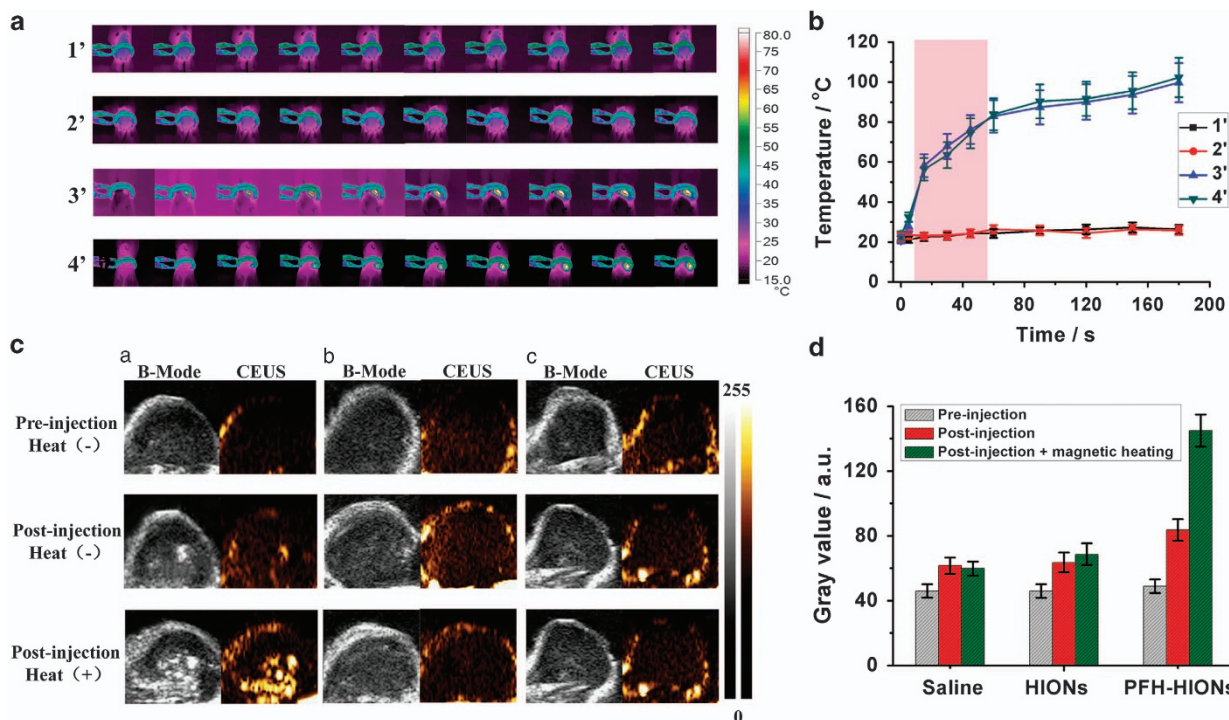 a
1'
2'
3'
4'
80.0
75
70
65
60
55
50
45
40
35
30
25
20
15.0
°C
b
120
100
80
60
40
20
0
Temperature / °C
0 40 80 120 160 200
Time / s
1'
2'
3'
4'
c
a b c
B-Mode CEUS B-Mode CEUS B-Mode CEUS
Pre-injection
Heat (-)
Post-injection
Heat (-)
Post-injection
Heat (+)
255
0
d
160
120
80
40
0
Gray value / a.u.
Pre-injection
Post-injection
Post-injection + magnetic heating
Saline HIONs PFH-HIONs